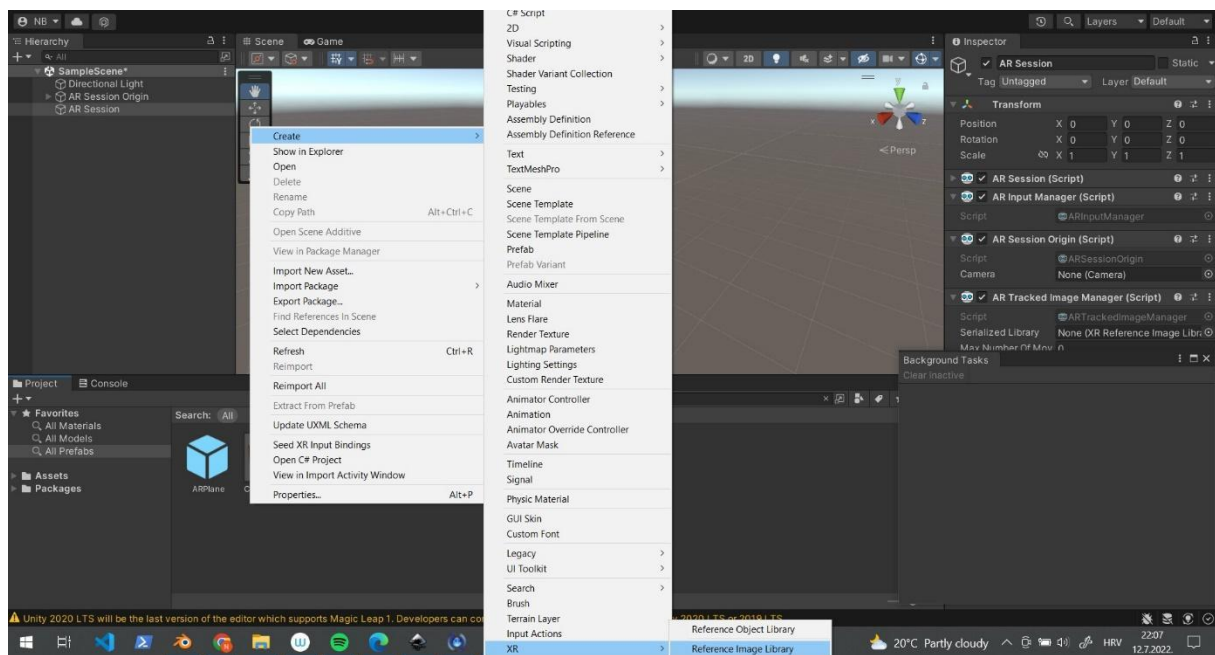 NB
Layers
Default
Hierarchy
All
SampleScene*
Directional Light
AR Session Origin
AR Session
Scene
Game
2D
Persp
Create
Show in Explorer
Open
Delete
Rename
Copy Path Alt+Ctrl+C
Open Scene Additive
View in Package Manager
Import New Asset...
Import Package
Export Package...
Find References In Scene
Select Dependencies
Refresh Ctrl+R
Reimport
Reimport All
Extract From Prefab
Update UXML Schema
Seed XR Input Bindings
Open C# Project
View in Import Activity Window
Properties... Alt+P
C# Script
2D
Visual Scripting
Shader
Shader Variant Collection
Testing
Playables
Assembly Definition
Assembly Definition Reference
Text
TextMeshPro
Scene
Scene Template
Scene Template From Scene
Scene Template Pipeline
Prefab
Prefab Variant
Audio Mixer
Material
Lens Flare
Render Texture
Lightmap Parameters
Lighting Settings
Custom Render Texture
Animator Controller
Animation
Animator Override Controller
Avatar Mask
Timeline
Signal
Physic Material
GUI Skin
Custom Font
Legacy
UI Toolkit
Search
Brush
Terrain Layer
Input Actions
XR
Reference Object Library
Reference Image Library
Inspector
AR Session Static
Tag Untagged Layer Default
Transform
Position X 0 Y 0 Z 0
Rotation X 0 Y 0 Z 0
Scale X 1 Y 1 Z 1
AR Session (Script)
AR Input Manager (Script)
Script ARInputManager
AR Session Origin (Script)
Script ARSessionOrigin
Camera None (Camera)
AR Tracked Image Manager (Script)
Script ARTrackedImageManager
Serialized Library None (XR Reference Image Libra
Max Number Of Mov 0
Background Tasks
Clear Inactive
Project
Console
Favorites
All Materials
All Models
All Prefabs
Assets
Packages
Search: All
ARPlane
Unity 2020 LTS will be the last version of the editor which supports Magic Leap 1. Developers can co
2020 LTS or 2019 LTS.
20°C Partly cloudy
HRV
22:07
12.7.2022.